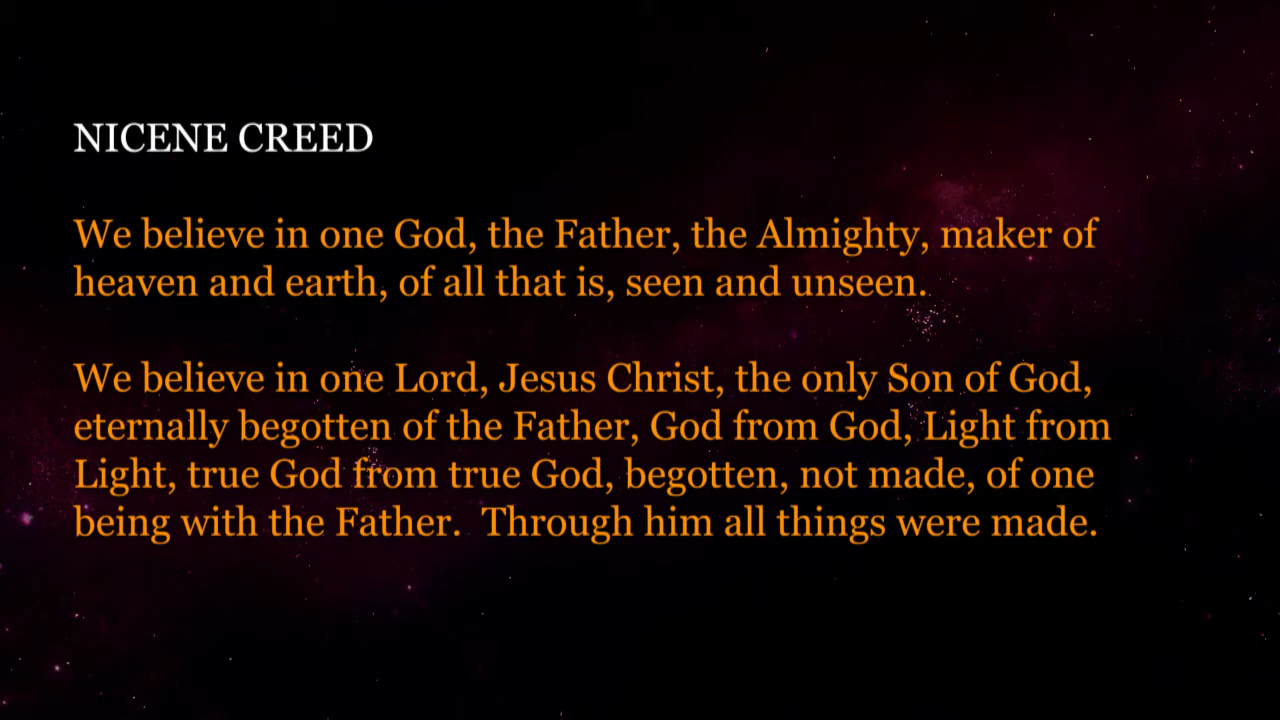 NICENE CREED
We believe in one God, the Father, the Almighty, maker of
heaven and earth, of all that is, seen and unseen.
We believe in one Lord, Jesus Christ, the only Son of God,
eternally begotten of the Father, God from God, Light from
Light, true God from true God, begotten, not made, of one
being with the Father.  Through him all things were made.